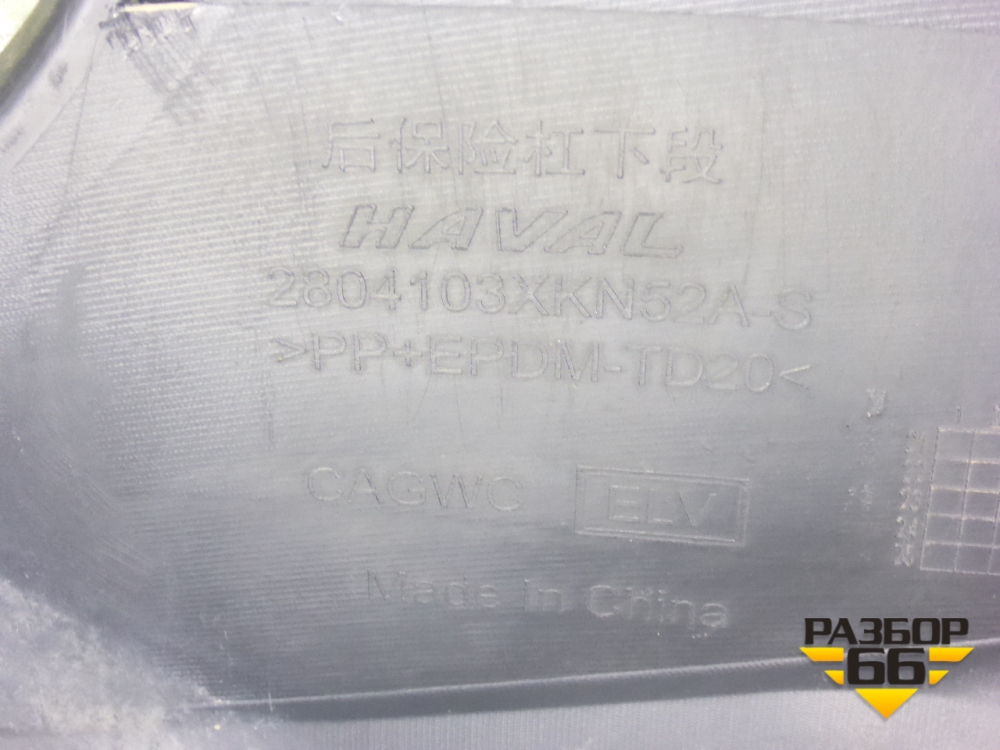 后保险杠下段
HAVAL
2804103XKN52A-S
>PP+EPDM-TD20<
CAGWC
ELV
Made in China
РАЗБОР
66